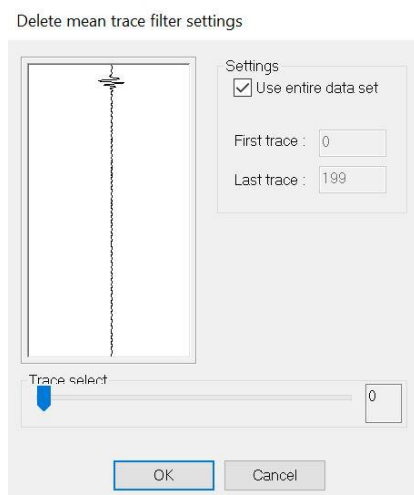 Delete mean trace filter settings
Settings
Use entire data set
First trace : 0
Last trace : 199
Trace select
0
OK Cancel